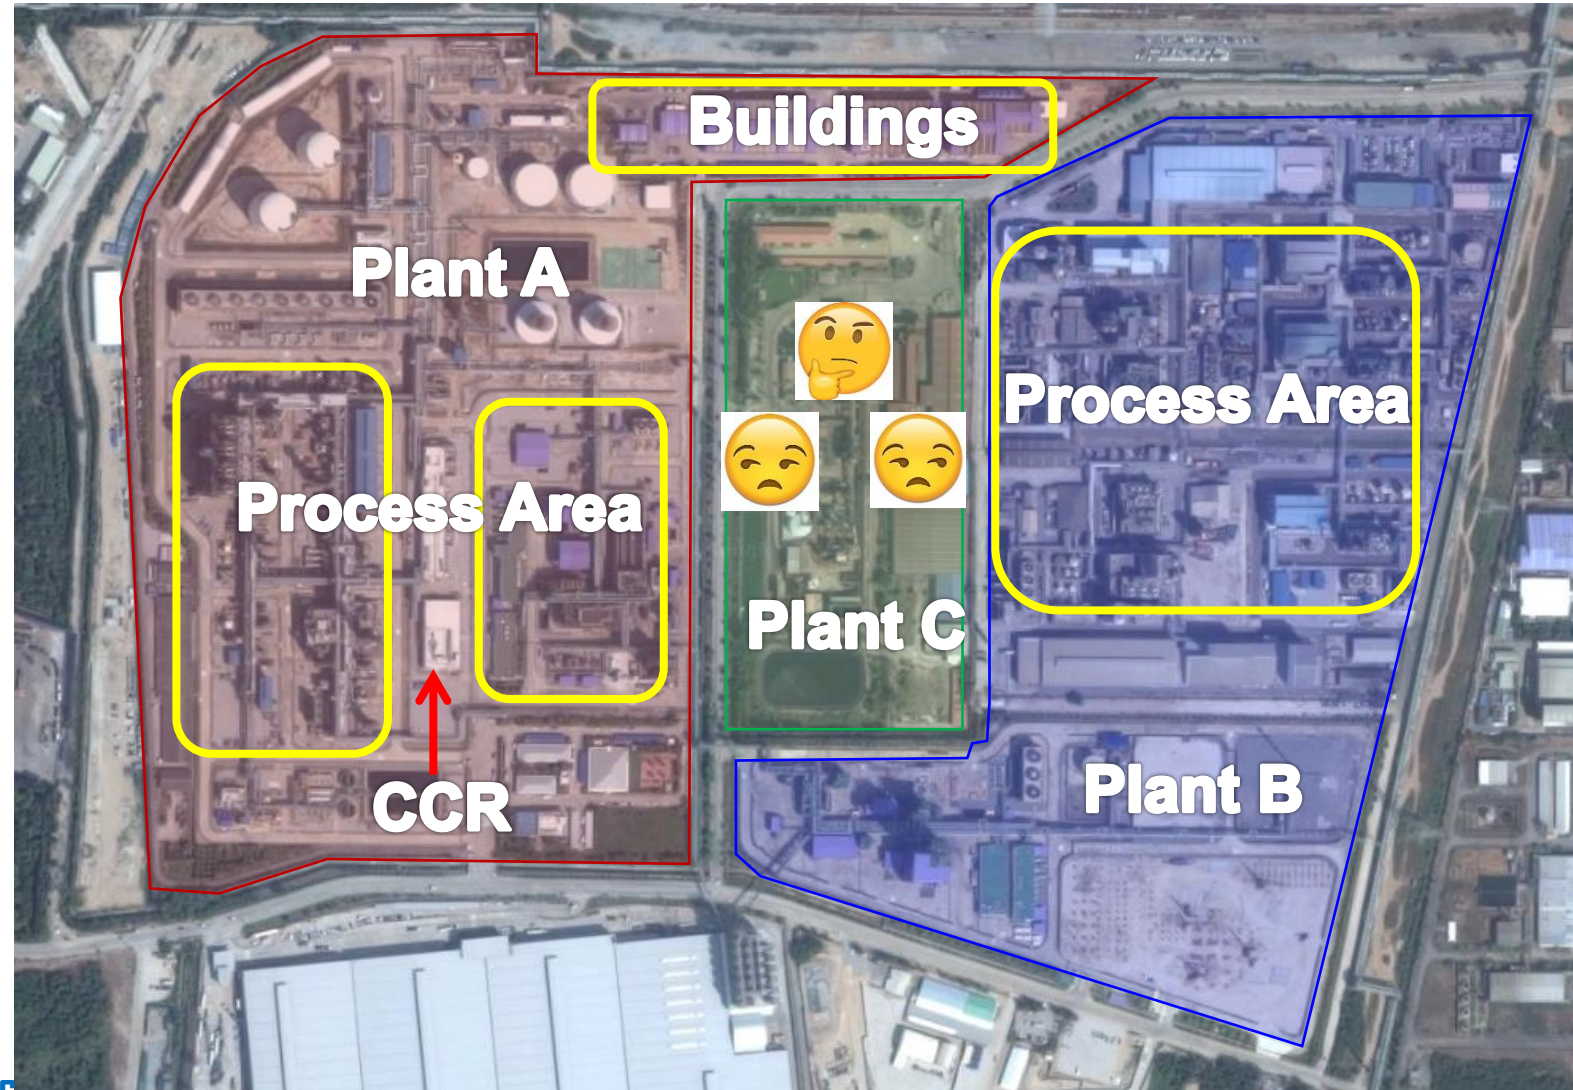 Buildings
Plant A
Process Area
Process Area
Plant C
Plant B
CCR